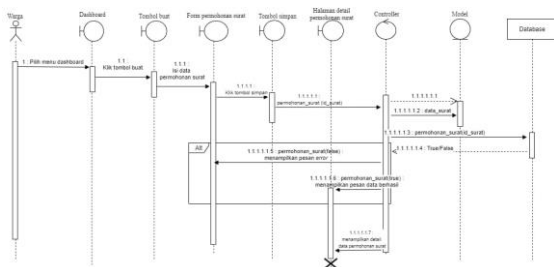 Warga
Dashboard
Tombol buat
Form permohonan surat
Tombol simpan
Halaman detail
permohonan surat
Controller
Model
Database
1 : Pilih menu dashboard
1.1 :
Klik tombol buat
1.1.1 :
Isi data
permohonan surat
1.1.1.1 :
Klik tombol simpan
1.1.1.1.1 :
permohonan_surat (id_surat)
1.1.1.1.1.1
1.1.1.1.1.2 : data_surat
1.1.1.1.1.3 : permohonan_surat(id_surat)
1.1.1.1.1.4 : True/False
Alt
1.1.1.1.1.5 : permohonan_surat(false) :
menampilkan pesan error
1.1.1.1.1.6 : permohonan_surat(true) :
menampilkan pesan data berhasil
1.1.1.1.1.7
menampilkan detail
data permohonan surat